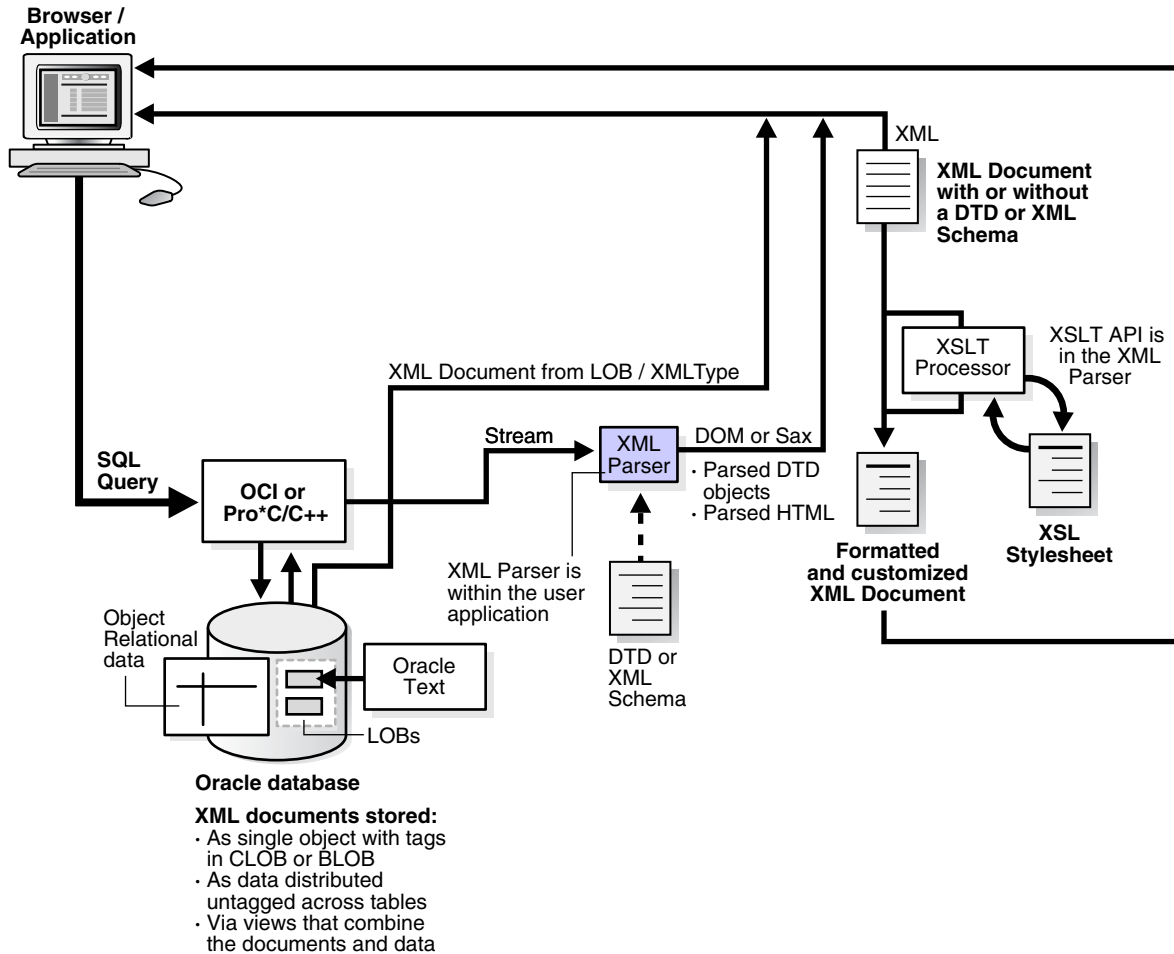 Browser /
Application
XML
XML Document
with or without
a DTD or XML
Schema
XSLT
Processor
XSLT API is
in the XML
Parser
XML Document from LOB / XMLType
Stream
XML
Parser
DOM or Sax
· Parsed DTD
objects
· Parsed HTML
SQL
Query
OCI or
Pro*C/C++
XSL
Stylesheet
Formatted
and customized
XML Document
XML Parser is
within the user
application
DTD or
XML
Schema
Object
Relational
data
Oracle
Text
LOBs
Oracle database
XML documents stored:
· As single object with tags
in CLOB or BLOB
· As data distributed
untagged across tables
· Via views that combine
the documents and data